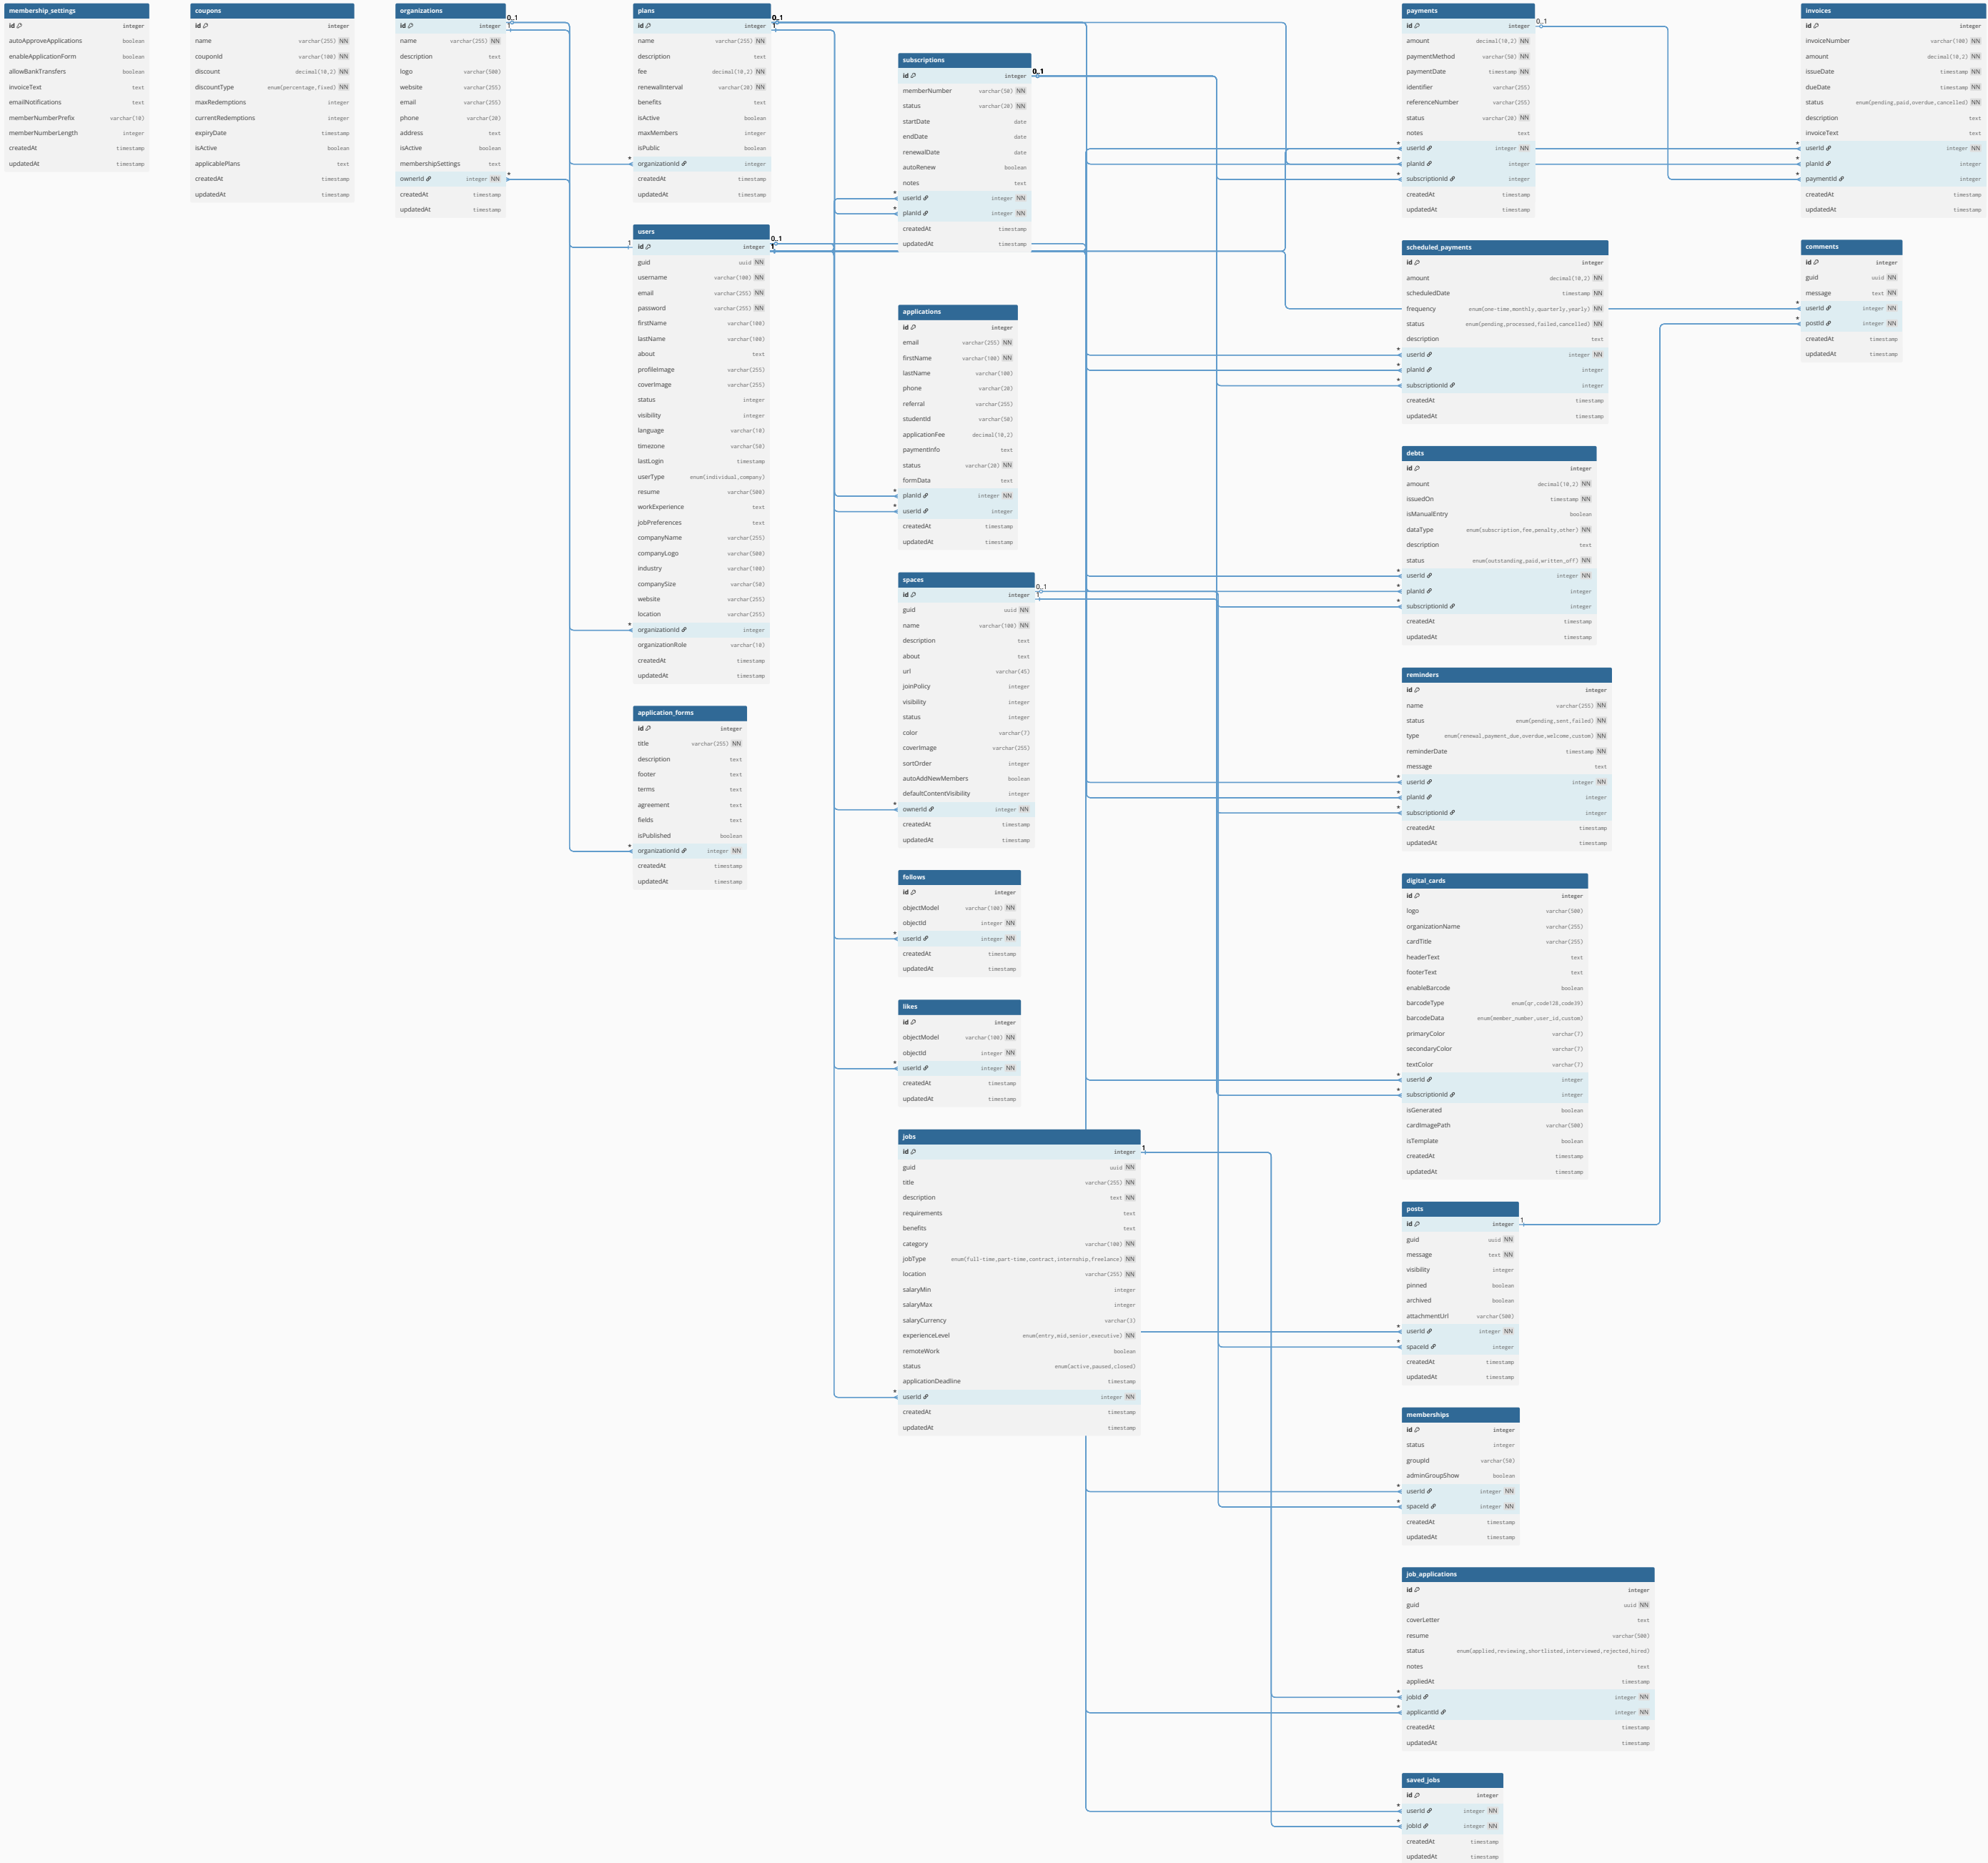 membership_settings
id integer
autoApproveApplications boolean
enableApplicationForm boolean
allowBankTransfers boolean
invoiceText text
emailNotifications text
memberNumberPrefix varchar(10)
memberNumberLength integer
createdAt timestamp
updatedAt timestamp
coupons
id integer
name varchar(255) NN
couponId varchar(100) NN
discount decimal(10,2) NN
discountType enum(percentage,fixed) NN
maxRedemptions integer
currentRedemptions integer
expiryDate timestamp
isActive boolean
applicablePlans text
createdAt timestamp
updatedAt timestamp
organizations
id integer
name varchar(255) NN
description text
logo varchar(500)
website varchar(255)
email varchar(255)
phone varchar(20)
address text
isActive boolean
membershipSettings text
ownerId integer NN
createdAt timestamp
updatedAt timestamp
0..1
1
*
plans
id integer
name varchar(255) NN
description text
fee decimal(10,2) NN
renewalInterval varchar(20) NN
benefits text
isActive boolean
maxMembers integer
isPublic boolean
* organizationId integer
createdAt timestamp
updatedAt timestamp
0..1
1
users
1 id integer
guid uuid NN
username varchar(100) NN
email varchar(255) NN
password varchar(255) NN
firstName varchar(100)
lastName varchar(100)
about text
profileImage varchar(255)
coverImage varchar(255)
status integer
visibility integer
language varchar(10)
timezone varchar(50)
lastLogin timestamp
userType enum(individual,company)
resume varchar(500)
workExperience text
jobPreferences text
companyName varchar(255)
companyLogo varchar(500)
industry varchar(100)
companySize varchar(50)
website varchar(255)
location varchar(255)
* organizationId integer
organizationRole varchar(10)
createdAt timestamp
updatedAt timestamp
0..1
1
application_forms
id integer
title varchar(255) NN
description text
footer text
terms text
agreement text
fields text
isPublished boolean
* organizationId integer NN
createdAt timestamp
updatedAt timestamp
subscriptions
id integer 0..1
memberNumber varchar(50) NN
status varchar(20) NN
startDate date
endDate date
renewalDate date
autoRenew boolean
notes text
* userId integer NN
* planId integer NN
createdAt timestamp
updatedAt timestamp
applications
id integer
email varchar(255) NN
firstName varchar(100) NN
lastName varchar(100)
phone varchar(20)
referral varchar(255)
studentId varchar(50)
applicationFee decimal(10,2)
paymentInfo text
status varchar(20) NN
formData text
* planId integer NN
* userId integer
createdAt timestamp
updatedAt timestamp
spaces
id integer
guid uuid NN
name varchar(100) NN
description text
about text
url varchar(45)
joinPolicy integer
visibility integer
status integer
color varchar(7)
coverImage varchar(255)
sortOrder integer
autoAddNewMembers boolean
defaultContentVisibility integer
* ownerId integer NN
createdAt timestamp
updatedAt timestamp
0..1
1
follows
id integer
objectModel varchar(100) NN
objectId integer NN
* userId integer NN
createdAt timestamp
updatedAt timestamp
likes
id integer
objectModel varchar(100) NN
objectId integer NN
* userId integer NN
createdAt timestamp
updatedAt timestamp
jobs
id integer 1
guid uuid NN
title varchar(255) NN
description text NN
requirements text
benefits text
category varchar(100) NN
jobType enum(full-time,part-time,contract,internship,freelance) NN
location varchar(255) NN
salaryMin integer
salaryMax integer
salaryCurrency varchar(3)
experienceLevel enum(entry,mid,senior,executive) NN
remoteWork boolean
status enum(active,paused,closed)
applicationDeadline timestamp
* userId integer NN
createdAt timestamp
updatedAt timestamp
payments
id integer 0..1
amount decimal(10,2) NN
paymentMethod varchar(50) NN
paymentDate timestamp NN
identifier varchar(255)
referenceNumber varchar(255)
status varchar(20) NN
notes text
* userId integer NN
* planId integer
* subscriptionId integer
createdAt timestamp
updatedAt timestamp
scheduled_payments
id integer
amount decimal(10,2) NN
scheduledDate timestamp NN
frequency enum(one-time,monthly,quarterly,yearly) NN
status enum(pending,processed,failed,cancelled) NN
description text
* userId integer NN
* planId integer
* subscriptionId integer
createdAt timestamp
updatedAt timestamp
debts
id integer
amount decimal(10,2) NN
issuedOn timestamp NN
isManualEntry boolean
dataType enum(subscription,fee,penalty,other) NN
description text
status enum(outstanding,paid,written_off) NN
* userId integer NN
* planId integer
* subscriptionId integer
createdAt timestamp
updatedAt timestamp
reminders
id integer
name varchar(255) NN
status enum(pending,sent,failed) NN
type enum(renewal,payment_due,overdue,welcome,custom) NN
reminderDate timestamp NN
message text
* userId integer NN
* planId integer
* subscriptionId integer
createdAt timestamp
updatedAt timestamp
digital_cards
id integer
logo varchar(500)
organizationName varchar(255)
cardTitle varchar(255)
headerText text
footerText text
enableBarcode boolean
barcodeType enum(qr,code128,code39)
barcodeData enum(member_number,user_id,custom)
primaryColor varchar(7)
secondaryColor varchar(7)
textColor varchar(7)
* userId integer
* subscriptionId integer
isGenerated boolean
cardImagePath varchar(500)
isTemplate boolean
createdAt timestamp
updatedAt timestamp
posts
id integer 1
guid uuid NN
message text NN
visibility integer
pinned boolean
archived boolean
attachmentUrl varchar(500)
* userId integer NN
* spaceId integer
createdAt timestamp
updatedAt timestamp
memberships
id integer
status integer
groupId varchar(50)
adminGroupShow boolean
* userId integer NN
* spaceId integer NN
createdAt timestamp
updatedAt timestamp
job_applications
id integer
guid uuid NN
coverLetter text
resume varchar(500)
status enum(applied,reviewing,shortlisted,interviewed,rejected,hired)
notes text
appliedAt timestamp
* jobId integer NN
* applicantId integer NN
createdAt timestamp
updatedAt timestamp
saved_jobs
id integer
* userId integer NN
* jobId integer NN
createdAt timestamp
updatedAt timestamp
invoices
id integer
invoiceNumber varchar(100) NN
amount decimal(10,2) NN
issueDate timestamp NN
dueDate timestamp NN
status enum(pending,paid,overdue,cancelled) NN
description text
invoiceText text
* userId integer NN
* planId integer
* paymentId integer
createdAt timestamp
updatedAt timestamp
comments
id integer
guid uuid NN
message text NN
* userId integer NN
* postId integer NN
createdAt timestamp
updatedAt timestamp